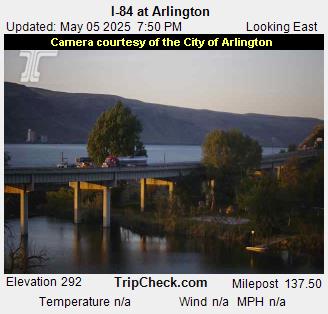 I-84 at Arlington
Updated: May 05 2025 7:50 PM Looking East
Camera courtesy of the City of Arlington
Elevation 292 TripCheck.com Milepost 137.50
Temperature n/a Wind n/a MPH n/a